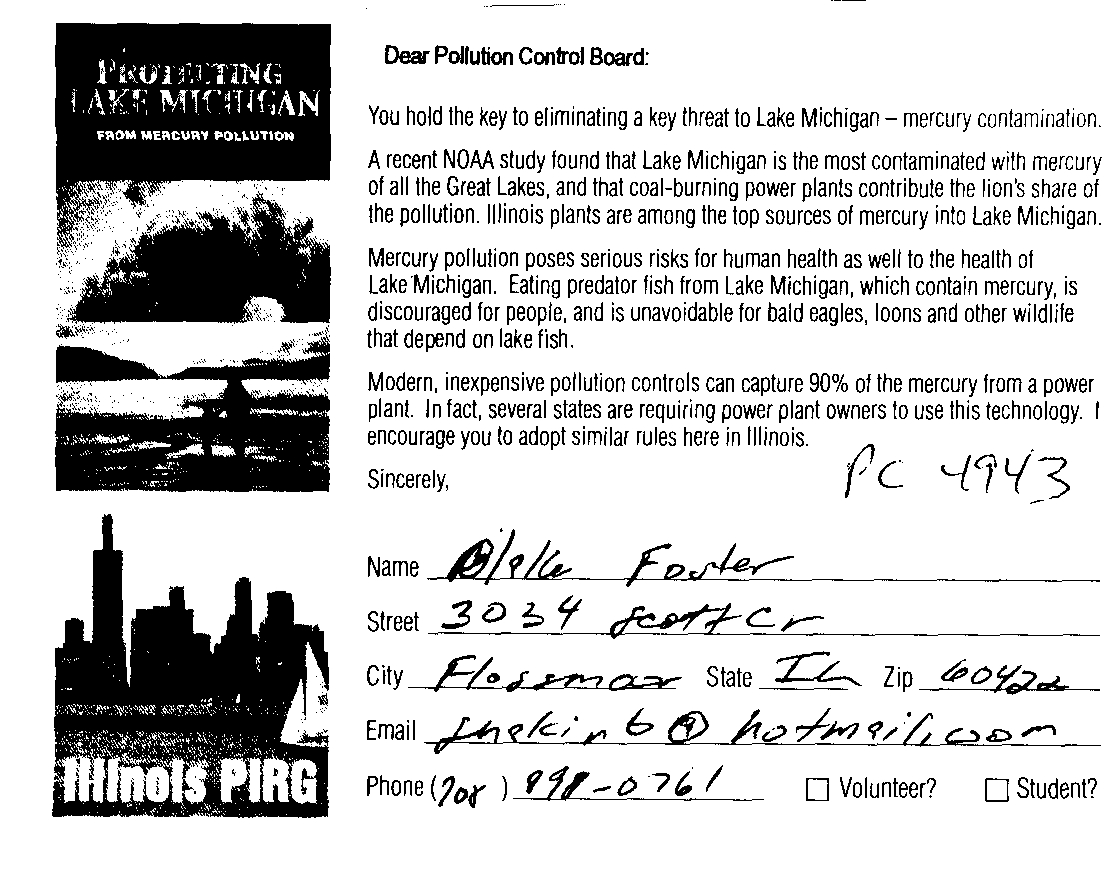 PROTECTING
LAKE MICHIGAN
FROM MERCURY POLLUTION
Illinois PIRG
Dear Pollution Control Board:
You hold the key to eliminating a key threat to Lake Michigan – mercury contamination.
A recent NOAA study found that Lake Michigan is the most contaminated with mercury
of all the Great Lakes, and that coal-burning power plants contribute the lion's share of
the pollution. Illinois plants are among the top sources of mercury into Lake Michigan.
Mercury pollution poses serious risks for human health as well to the health of
Lake Michigan. Eating predator fish from Lake Michigan, which contain mercury, is
discouraged for people, and is unavoidable for bald eagles, loons and other wildlife
that depend on lake fish.
Modern, inexpensive pollution controls can capture 90% of the mercury from a power
plant. In fact, several states are requiring power plant owners to use this technology. I
encourage you to adopt similar rules here in Illinois.
Sincerely,
PC 4943
Name Blake Foster
Street 3034 Scott Cr
City Flossmoor State IL Zip 60422
Email @hotmail.com
Phone (708) 898-0761 Volunteer? Student?